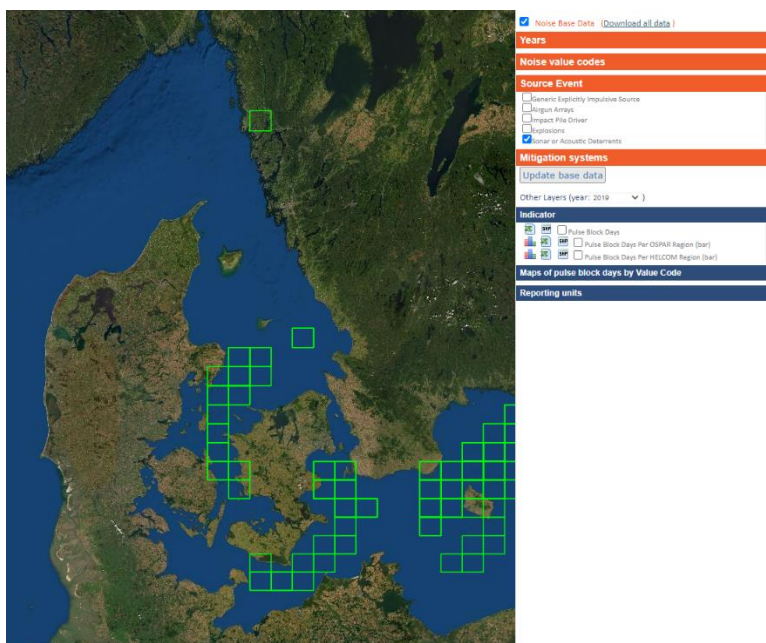 Noise Base Data (Download all data )
Years
Noise value codes
Source Event
Generic Explicitly Impulsive Source
Airgun Arrays
Impact Pile Driver
Explosions
Sonar or Acoustic Deterrents
Mitigation systems
Update base data
Other Layers (year: 2019 )
Indicator
Pulse Block Days
Pulse Block Days Per OSPAR Region (bar)
Pulse Block Days Per HELCOM Region (bar)
Maps of pulse block days by Value Code
Reporting units